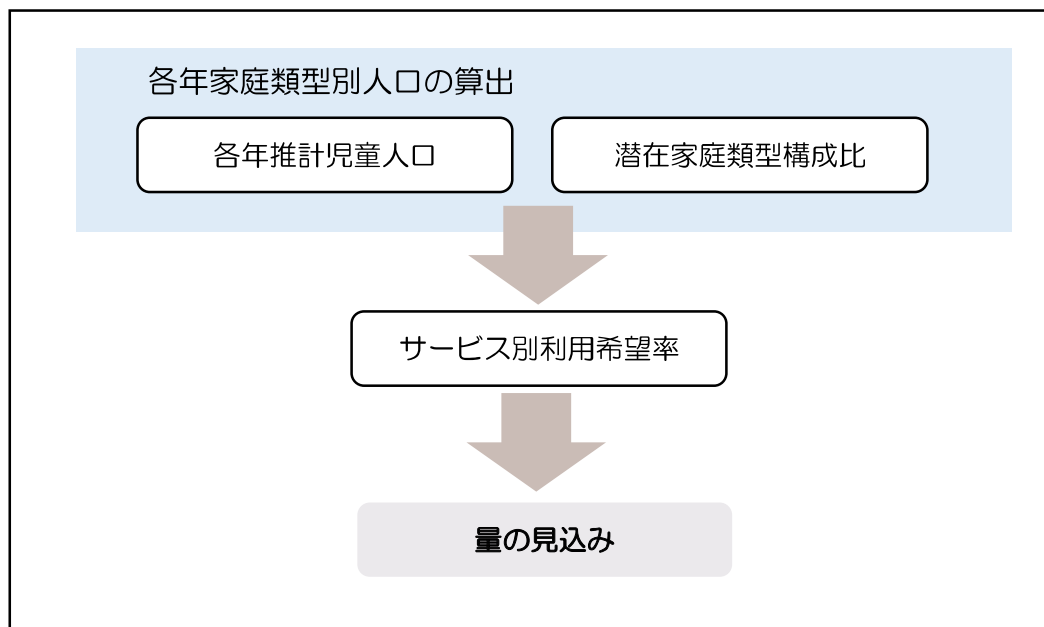 各年家庭類型別人口の算出
各年推計児童人口
潜在家庭類型構成比
サービス別利用希望率
量の見込み